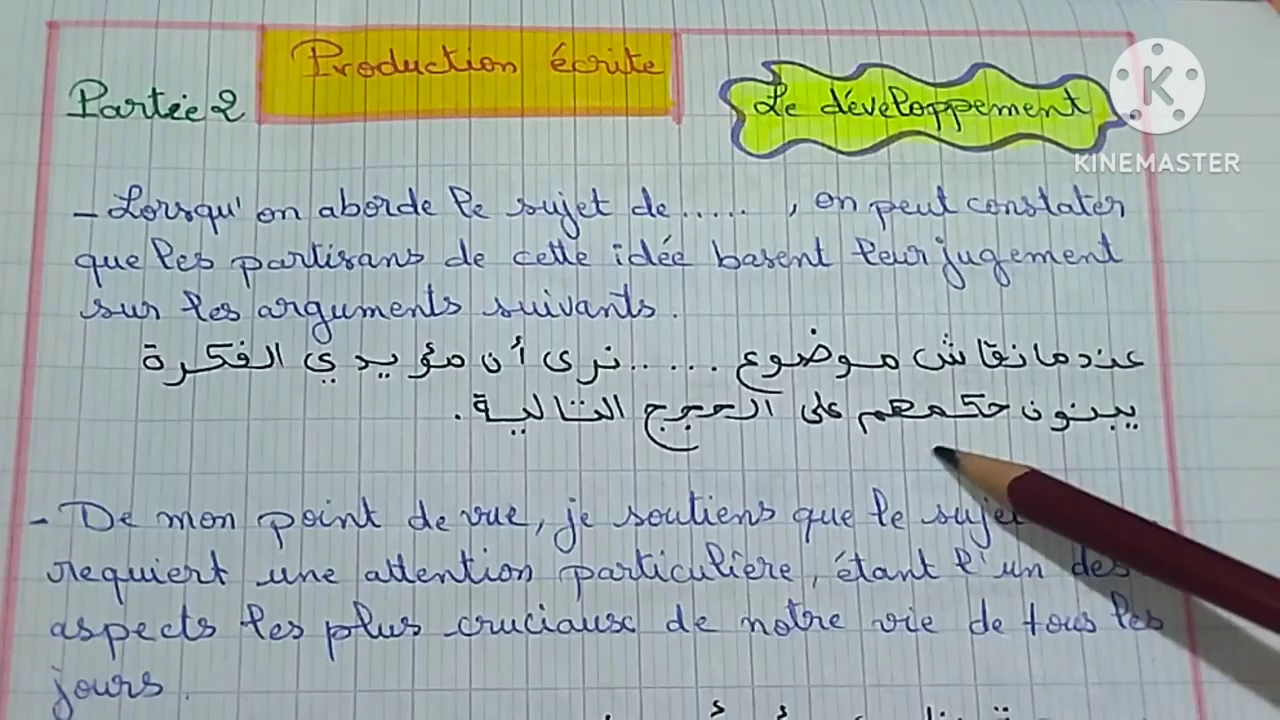 Production écrite
Partie 2
Le développement
K
KINEMASTER
- Lorsqu'on aborde le sujet de ....., on peut constater
que les partisans de cette idée basent leur jugement
sur les arguments suivants.
عندما نقاش موضوع ..... نرى أن مؤيدي الفكرة
يبنون حكمهم على الحجج التالية.
- De mon point de vue, je soutiens que le sujet
requiert une attention particulière, étant l'un des
aspects les plus cruciaux de notre vie de tous les
jours.